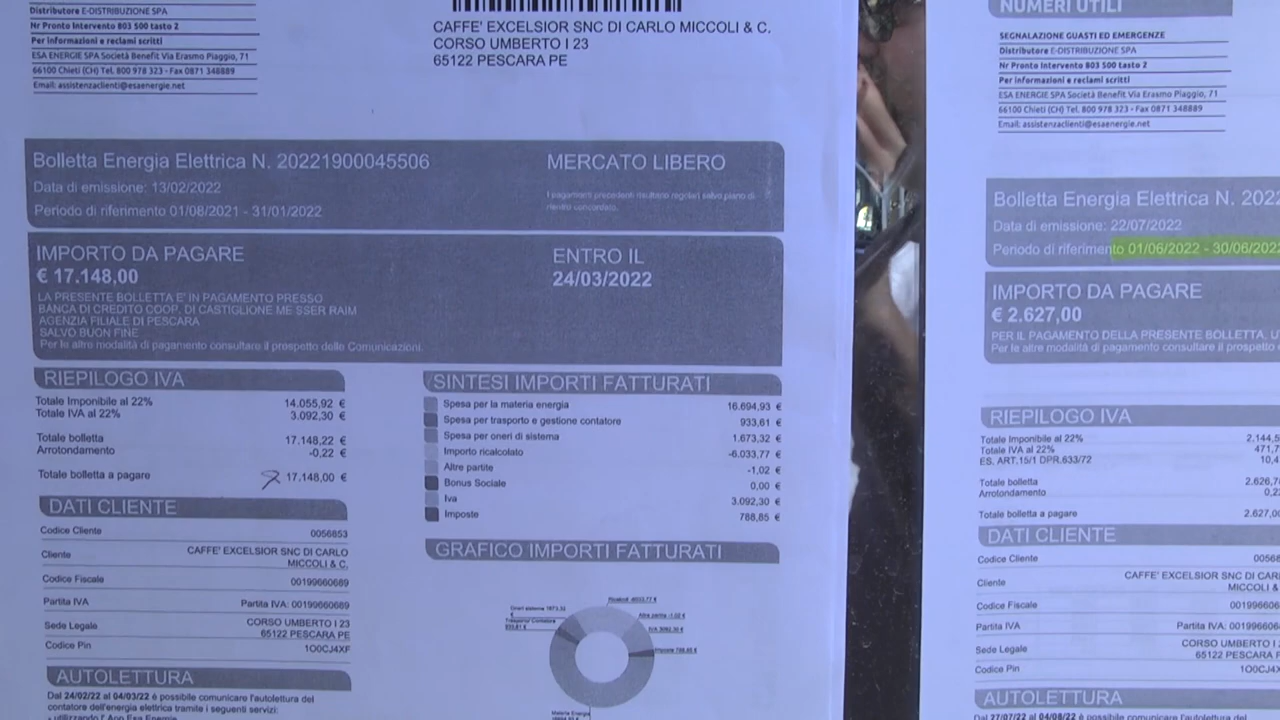 Distributore E-DISTRIBUZIONE SPA
Nr Pronto Intervento 803 500 tasto 2
Per informazioni e reclami scritti
ESA ENERGIE SPA Società Benefit Via Erasmo Piaggio, 71
66100 Chieti (CH) Tel. 800 978 323 - Fax 0871 348889
Email: assistenzaclienti@esaenergie.net
CAFFE' EXCELSIOR SNC DI CARLO MICCOLI & C.
CORSO UMBERTO I 23
65122 PESCARA PE
Bolletta Energia Elettrica N. 20221900045506
Data di emissione: 13/02/2022
Periodo di riferimento 01/08/2021 - 31/01/2022
MERCATO LIBERO
I pagamenti precedenti risultano regolari salvo piano di
rientro concordato.
IMPORTO DA PAGARE
€ 17.148,00
ENTRO IL
24/03/2022
LA PRESENTE BOLLETTA E' IN PAGAMENTO PRESSO
BANCA DI CREDITO COOP. DI CASTIGLIONE ME SSER RAIM
AGENZIA FILIALE DI PESCARA
SALVO BUON FINE
Per le altre modalità di pagamento consultare il prospetto delle Comunicazioni.
RIEPILOGO IVA
Totale Imponibile al 22% 14.055,92 €
Totale IVA al 22% 3.092,30 €
Totale bolletta 17.148,22 €
Arrotondamento -0,22 €
Totale bolletta a pagare 17.148,00 €
DATI CLIENTE
Codice Cliente 0056853
Cliente CAFFE' EXCELSIOR SNC DI CARLO
MICCOLI & C.
Codice Fiscale 00199660689
Partita IVA Partita IVA: 00199660689
Sede Legale CORSO UMBERTO I 23
65122 PESCARA PE
Codice Pin 1O0CJ4XF
AUTOLETTURA
Dal 24/02/22 al 04/03/22 è possibile comunicare l'autolettura del
contatore dell'energia elettrica tramite i seguenti servizi:
• utilizzando l' App Esa Energie
SINTESI IMPORTI FATTURATI
Spesa per la materia energia 16.694,93 €
Spesa per trasporto e gestione contatore 933,61 €
Spesa per oneri di sistema 1.673,32 €
Importo ricalcolato -6.033,77 €
Altre partite -1,02 €
Bonus Sociale 0,00 €
Iva 3.092,30 €
Imposte 788,85 €
GRAFICO IMPORTI FATTURATI
Oneri sistema 1673,32
€
Altre partite -1,02 €
IVA 3092,30 €
Imposte 788,85 €
Materia Energia
NUMERI UTILI
SEGNALAZIONE GUASTI ED EMERGENZE
Distributore E-DISTRIBUZIONE SPA
Nr Pronto Intervento 803 500 tasto 2
Per informazioni e reclami scritti
ESA ENERGIE SPA Società Benefit Via Erasmo Piaggio, 71
66100 Chieti (CH) Tel. 800 978 323 - Fax 0871 348889
Email: assistenzaclienti@esaenergie.net
Bolletta Energia Elettrica N. 2022
Data di emissione: 22/07/2022
Periodo di riferimento 01/06/2022 - 30/06/2022
IMPORTO DA PAGARE
€ 2.627,00
PER IL PAGAMENTO DELLA PRESENTE BOLLETTA, U
Per le altre modalità di pagamento consultare il prospetto
RIEPILOGO IVA
Totale Imponibile al 22% 2.144,5
Totale IVA al 22% 471,7
ES. ART.15/1 DPR.633/72 10,4
Totale bolletta 2.626,7
Arrotondamento 0,2
Totale bolletta a pagare 2.627,0
DATI CLIENTE
Codice Cliente 0056
Cliente CAFFE' EXCELSIOR SNC DI CAR
MICCOLI &
Codice Fiscale 001996606
Partita IVA Partita IVA: 001996606
Sede Legale CORSO UMBERTO I
65122 PESCARA
Codice Pin 1O0CJ4X
AUTOLETTURA
Dal 27/07/22 al 04/08/22 è possibile comunicare l'autolettura del